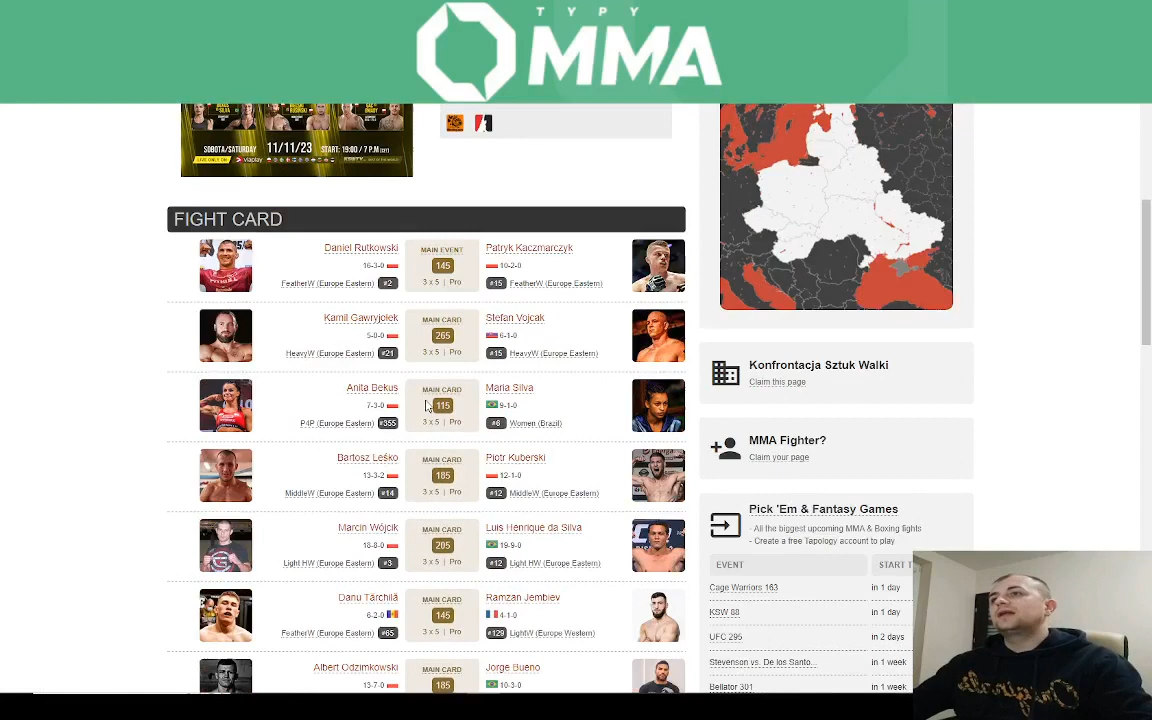 TYPY
MMA
SOBOTA/SATURDAY 11/11/23 START: 19:00 / 7 P.M
LIVE ONLY ON viaplay
FIGHT CARD
Daniel Rutkowski MAIN EVENT Patryk Kaczmarczyk
16-3-0 145 10-2-0
FeatherW (Europe Eastern) #2 3 x 5 | Pro #15 FeatherW (Europe Eastern)
Kamil Gawryjołek MAIN CARD Stefan Vojcak
5-0-0 265 6-1-0
HeavyW (Europe Eastern) #21 3 x 5 | Pro #15 HeavyW (Europe Eastern)
Anita Bekus MAIN CARD Maria Silva
7-3-0 115 9-1-0
P4P (Europe Eastern) #355 3 x 5 | Pro #6 Women (Brazil)
Bartosz Leśko MAIN CARD Piotr Kuberski
13-3-2 185 12-1-0
MiddleW (Europe Eastern) #14 3 x 5 | Pro #12 MiddleW (Europe Eastern)
Marcin Wójcik MAIN CARD Luis Henrique da Silva
18-8-0 205 19-9-0
Light HW (Europe Eastern) #3 3 x 5 | Pro #12 Light HW (Europe Eastern)
Danu Tărchilă MAIN CARD Ramzan Jembiev
6-2-0 145 4-1-0
FeatherW (Europe Eastern) #65 3 x 5 | Pro #129 LightW (Europe Western)
Albert Odzimkowski MAIN CARD Jorge Bueno
13-7-0 185 10-3-0
Konfrontacja Sztuk Walki
Claim this page
MMA Fighter?
Claim your page
Pick 'Em & Fantasy Games
- All the biggest upcoming MMA & Boxing fights
- Create a free Tapology account to play
EVENT START T
Cage Warriors 163 in 1 day
KSW 88 in 1 day
UFC 295 in 2 days
Stevenson vs. De los Santo... in 1 week
Bellator 301 in 1 week